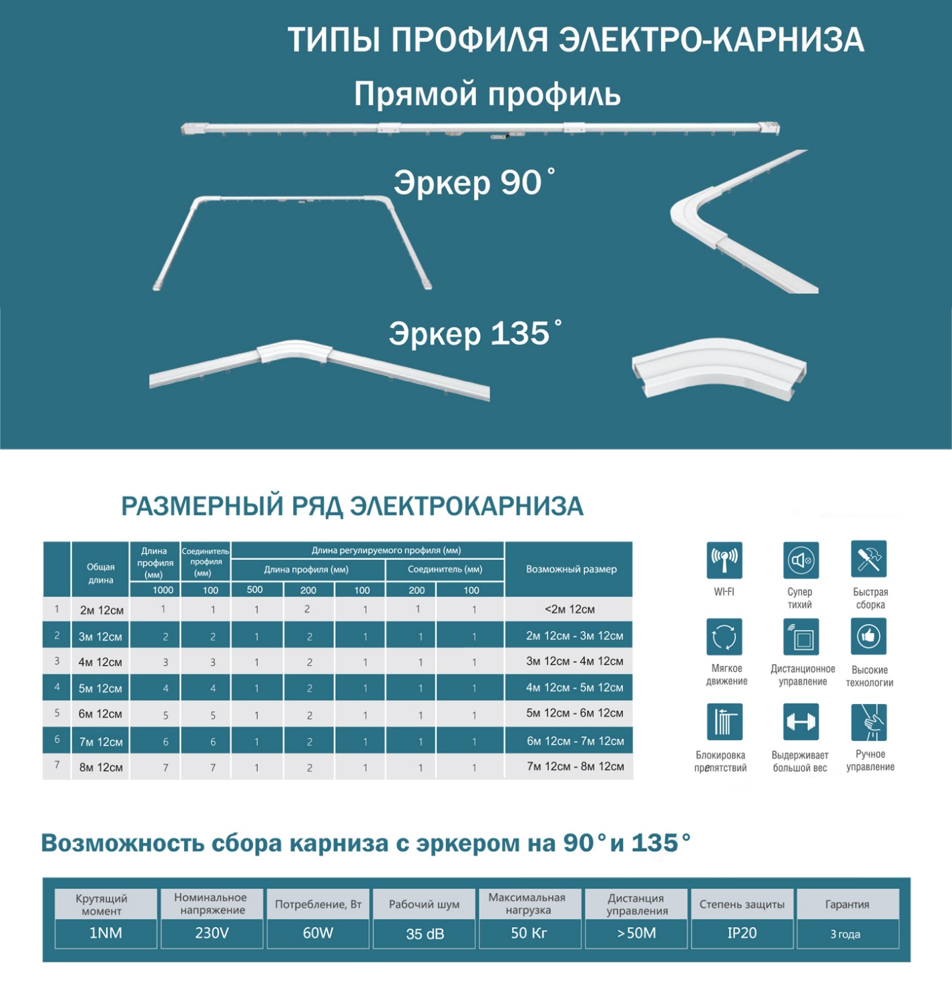 ТИПЫ ПРОФИЛЯ ЭЛЕКТРО-КАРНИЗА
Прямой профиль
Эркер 90°
Эркер 135°
РАЗМЕРНЫЙ РЯД ЭЛЕКТРОКАРНИЗА
Общая длина
Длина профиля (мм)
Соединитель профиля (мм)
Длина регулируемого профиля (мм)
Длина профиля (мм) Соединитель (мм)
Возможный размер
1000 100 500 200 100 200 100
1 2м 12см 1 1 1 2 1 1 1 <2м 12см
2 3м 12см 2 2 1 2 1 1 1 2м 12см - 3м 12см
3 4м 12см 3 3 1 2 1 1 1 3м 12см - 4м 12см
4 5м 12см 4 4 1 2 1 1 1 4м 12см - 5м 12см
5 6м 12см 5 5 1 2 1 1 1 5м 12см - 6м 12см
6 7м 12см 6 6 1 2 1 1 1 6м 12см - 7м 12см
7 8м 12см 7 7 1 2 1 1 1 7м 12см - 8м 12см
WI-FI
Супер
тихий
Быстрая
сборка
Мягкое
движение
Дистанционное
управление
Высокие
технологии
Блокировка
препятствий
Выдерживает
большой вес
Ручное
управление
Возможность сбора карниза с эркером на 90° и 135°
Крутящий
момент
Номинальное
напряжение
Потребление, Вт
Рабочий шум
Максимальная
нагрузка
Дистанция
управления
Степень защиты
Гарантия
1NM 230V 60W 35 dB 50 Кг >50M IP20 3 года